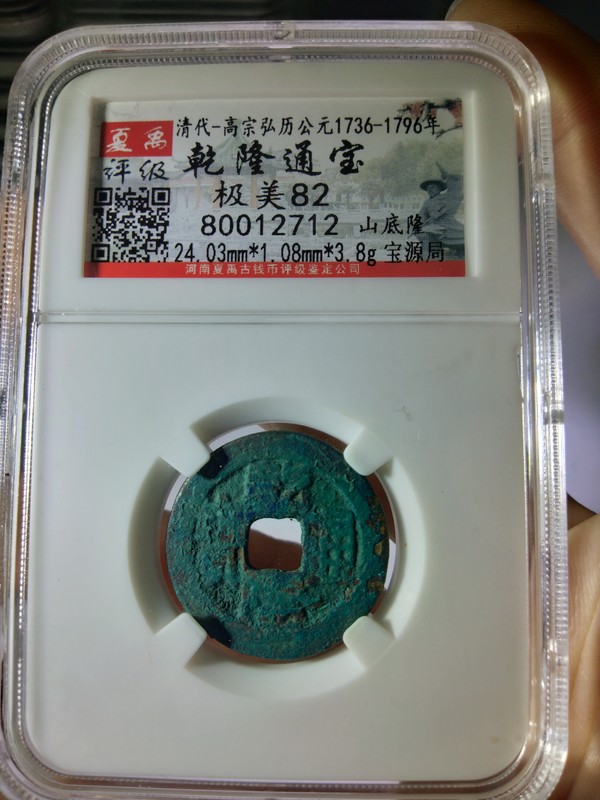 夏禹
评级
清代-高宗弘历公元1736-1796年
乾隆通宝
极美82
80012712 山底隆
24.03mm*1.08mm*3.8g 宝源局
河南夏禹古钱币评级鉴定公司